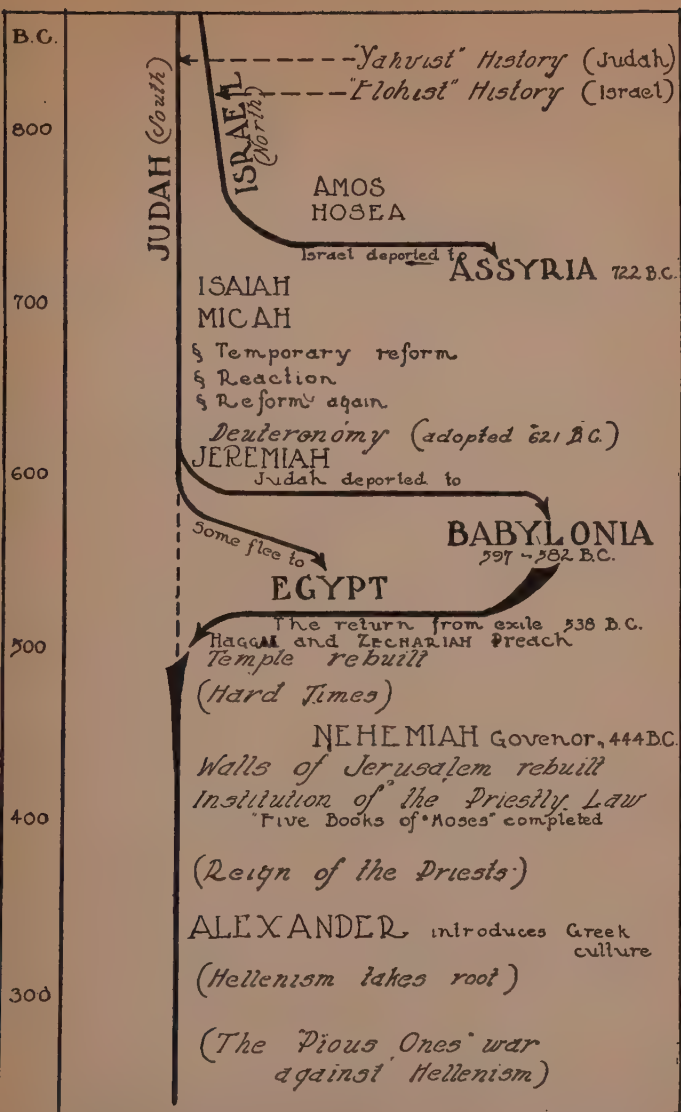 B.C.
"Yahvist" History (Judah)
"Elohist" History (Israel)
JUDAH (South)
ISRAEL
(North)
800
AMOS
HOSEA
Israel deported to
ASSYRIA 722 B.C.
700
ISAIAH
MICAH
§ Temporary reform
§ Reaction
§ Reform again
Deuteronomy (adopted 621 B.C.)
JEREMIAH
600
Judah deported to
Some flee to
BABYLONIA
597-582 B.C.
EGYPT
The return from exile 538 B.C.
500
HAGGAI and ZECHARIAH Preach
Temple rebuilt
(Hard Times)
NEHEMIAH Govenor, 444 B.C.
Walls of Jerusalem rebuilt
Institution of the Priestly Law
400
"Five Books of Moses" completed
(Reign of the Priests)
ALEXANDER introduces Greek
culture
300
(Hellenism takes root)
(The "Pious Ones" war
against Hellenism)